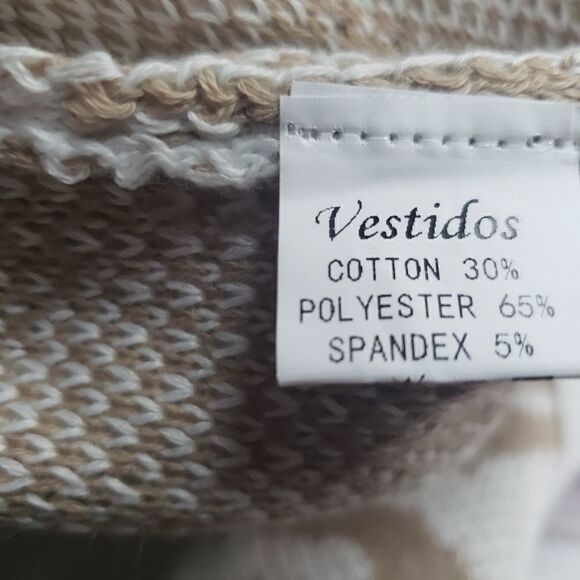 Vestidos
COTTON 30%
POLYESTER 65%
SPANDEX 5%